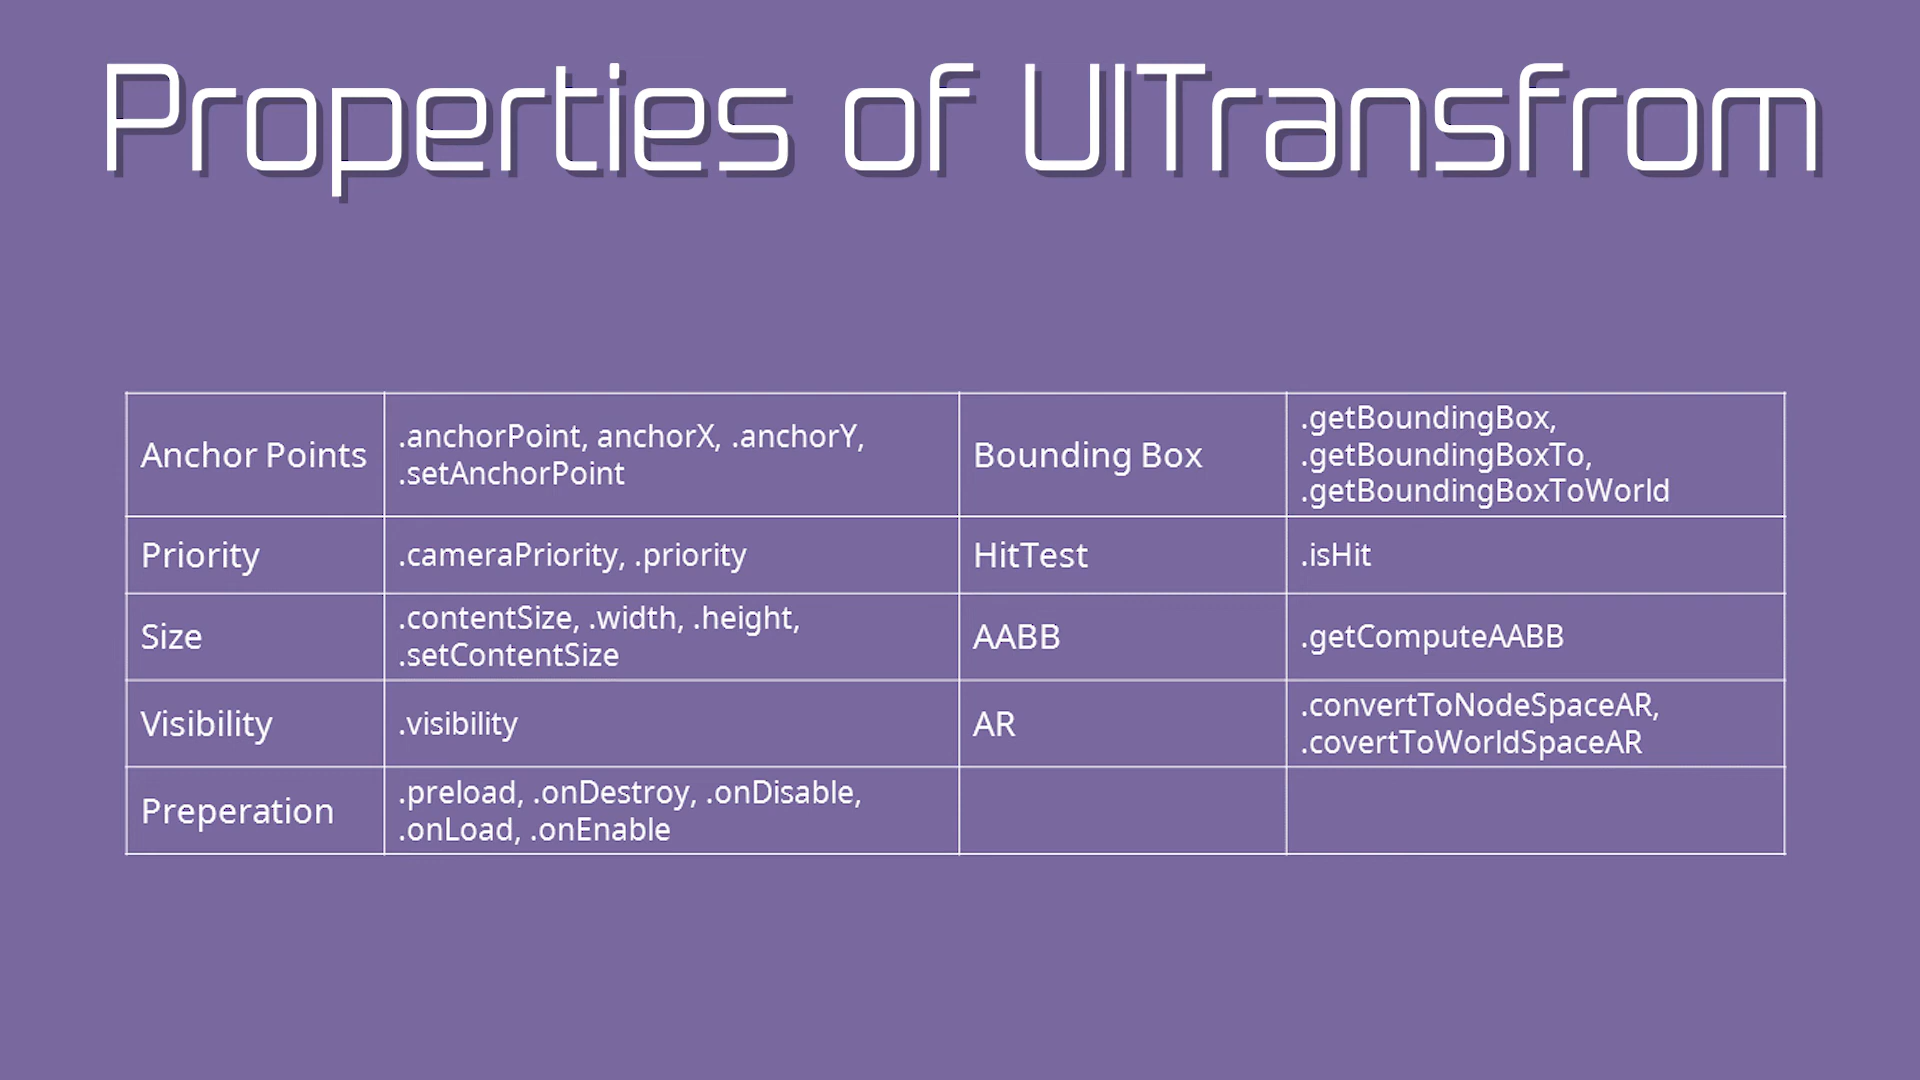 Properties of UITransfrom
Anchor Points
.anchorPoint, anchorX, .anchorY,
.setAnchorPoint
Bounding Box
.getBoundingBox,
.getBoundingBoxTo,
.getBoundingBoxToWorld
Priority
.cameraPriority, .priority
HitTest
.isHit
Size
.contentSize, .width, .height,
.setContentSize
AABB
.getComputeAABB
Visibility
.visibility
AR
.convertToNodeSpaceAR,
.covertToWorldSpaceAR
Preperation
.preload, .onDestroy, .onDisable,
.onLoad, .onEnable